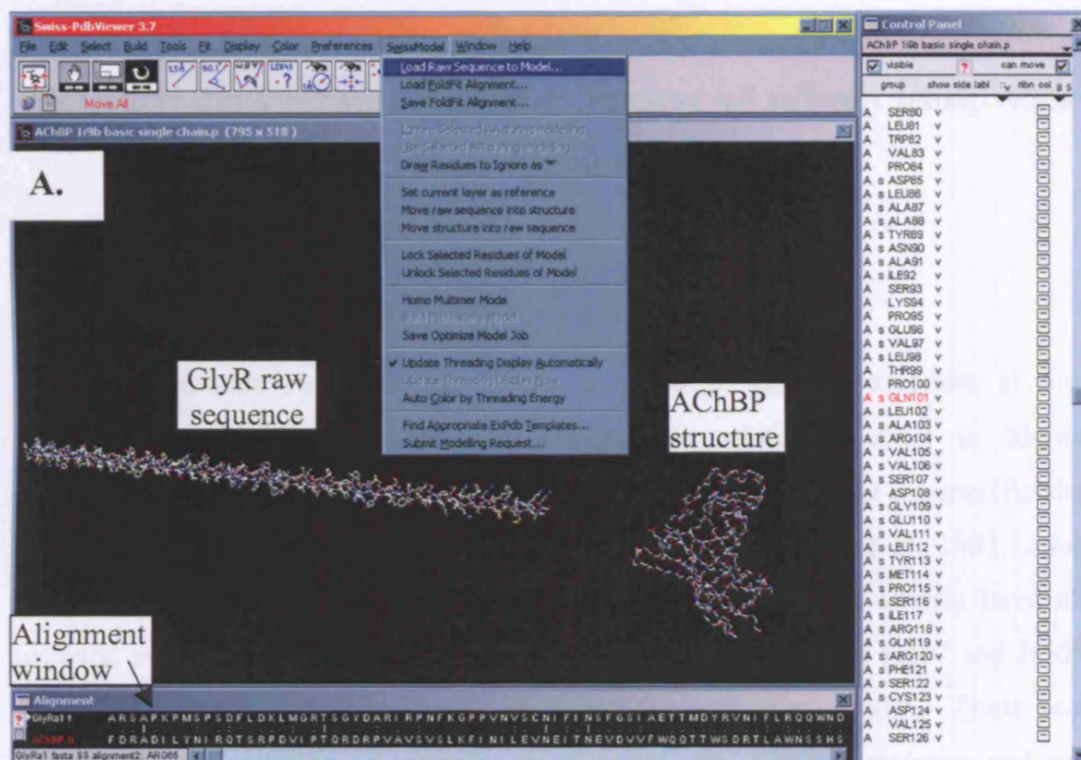 Swiss-PdbViewer 3.7
File Edit Select Build Tools Fit Display Color Preferences SwissModel Window Help
Move All
Load Raw Sequence to Model...
Load FoldFit Alignment...
Save FoldFit Alignment...
Ignore Selected AA during modelling
Use Selected AA during modelling
Draw Residues to Ignore as "*"
Set current layer as reference
Move raw sequence into structure
Move structure into raw sequence
Lock Selected Residues of Model
Unlock Selected Residues of Model
Homo Multimer Mode
Build Preliminary Model
Save Optimize Model Job
Update Threading Display Automatically
Update Threading Display Now
Auto Color by Threading Energy
Find Appropriate ExPdb Templates...
Submit Modelling Request...
AChBP 1i9b basic single chain.p (795 x 518)
A.
GlyR raw
sequence
AChBP
structure
Alignment
window
Alignment
GlyRa1 f A R S A P K P M S P S D F L D K L M G R T S G Y D A R I R P N F K G P P V N V S C N I F I N S F G S I A E T T M D Y R V N I F L R Q Q W N D
AChBP 1i F D R A D I L Y N I R Q T S R P D V I P T Q R D R P V A V S V S L K F I N I L E V N E I T N E V D V V F W Q Q T T W S D R T L A W N S S H S
GlyRa1 fasta SS alignment2: ARG65
Control Panel
AChBP 1i9b basic single chain.p
visible ? can move
group show side labl :: v ribn col B S
A SER80 v
A LEU81 v
A TRP82 v
A VAL83 v
A PRO84 v
A s ASP85 v
A s LEU86 v
A s ALA87 v
A s ALA88 v
A s TYR89 v
A s ASN90 v
A s ALA91 v
A s ILE92 v
A SER93 v
A LYS94 v
A PRO95 v
A s GLU96 v
A s VAL97 v
A s LEU98 v
A THR99 v
A PRO100 v
A s GLN101 v
A s LEU102 v
A s ALA103 v
A s ARG104 v
A s VAL105 v
A s VAL106 v
A s SER107 v
A s ASP108 v
A s GLY109 v
A s GLU110 v
A s VAL111 v
A s LEU112 v
A s TYR113 v
A s MET114 v
A s PRO115 v
A s SER116 v
A s ILE117 v
A s ARG118 v
A s GLN119 v
A s ARG120 v
A s PHE121 v
A s SER122 v
A s CYS123 v
A s ASP124 v
A VAL125 v
A s SER126 v